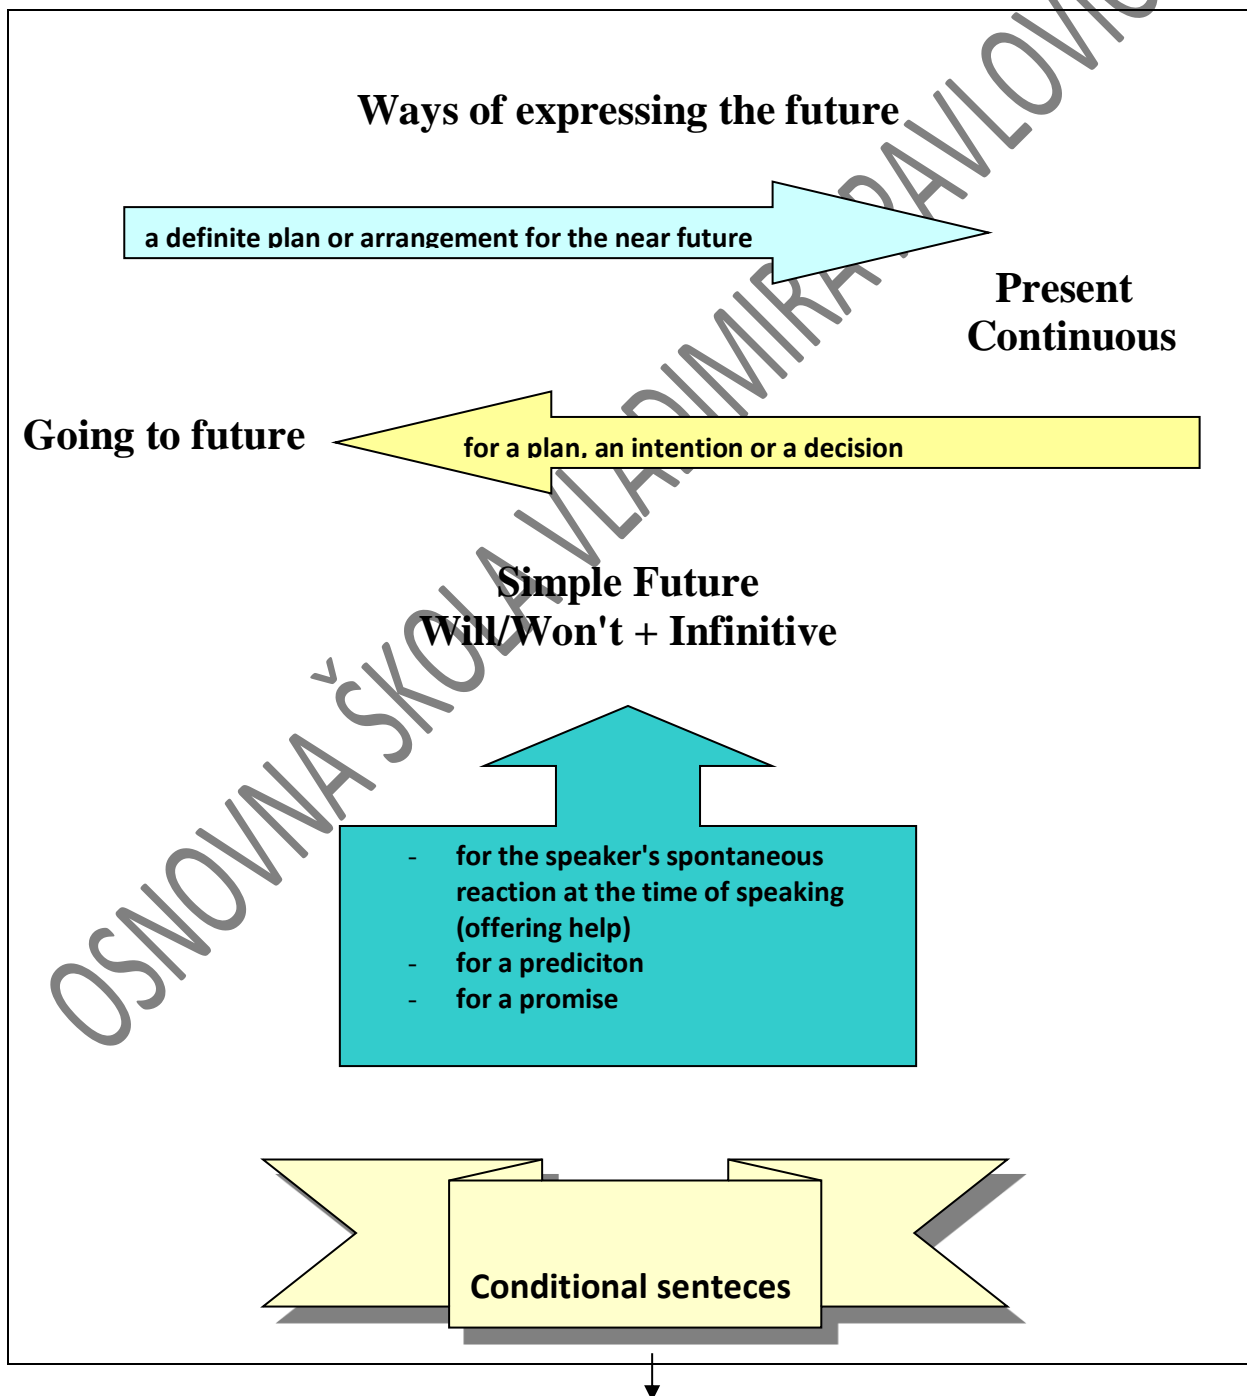 Ways of expressing the future
a definite plan or arrangement for the near future
Present
Continuous
Going to future
for a plan, an intention or a decision
Simple Future
Will/Won't + Infinitive
- for the speaker's spontaneous
reaction at the time of speaking
(offering help)
- for a prediciton
- for a promise
Conditional senteces
OSNOVNA ŠKOLA VLADIMIRA PAVLOVIĆ